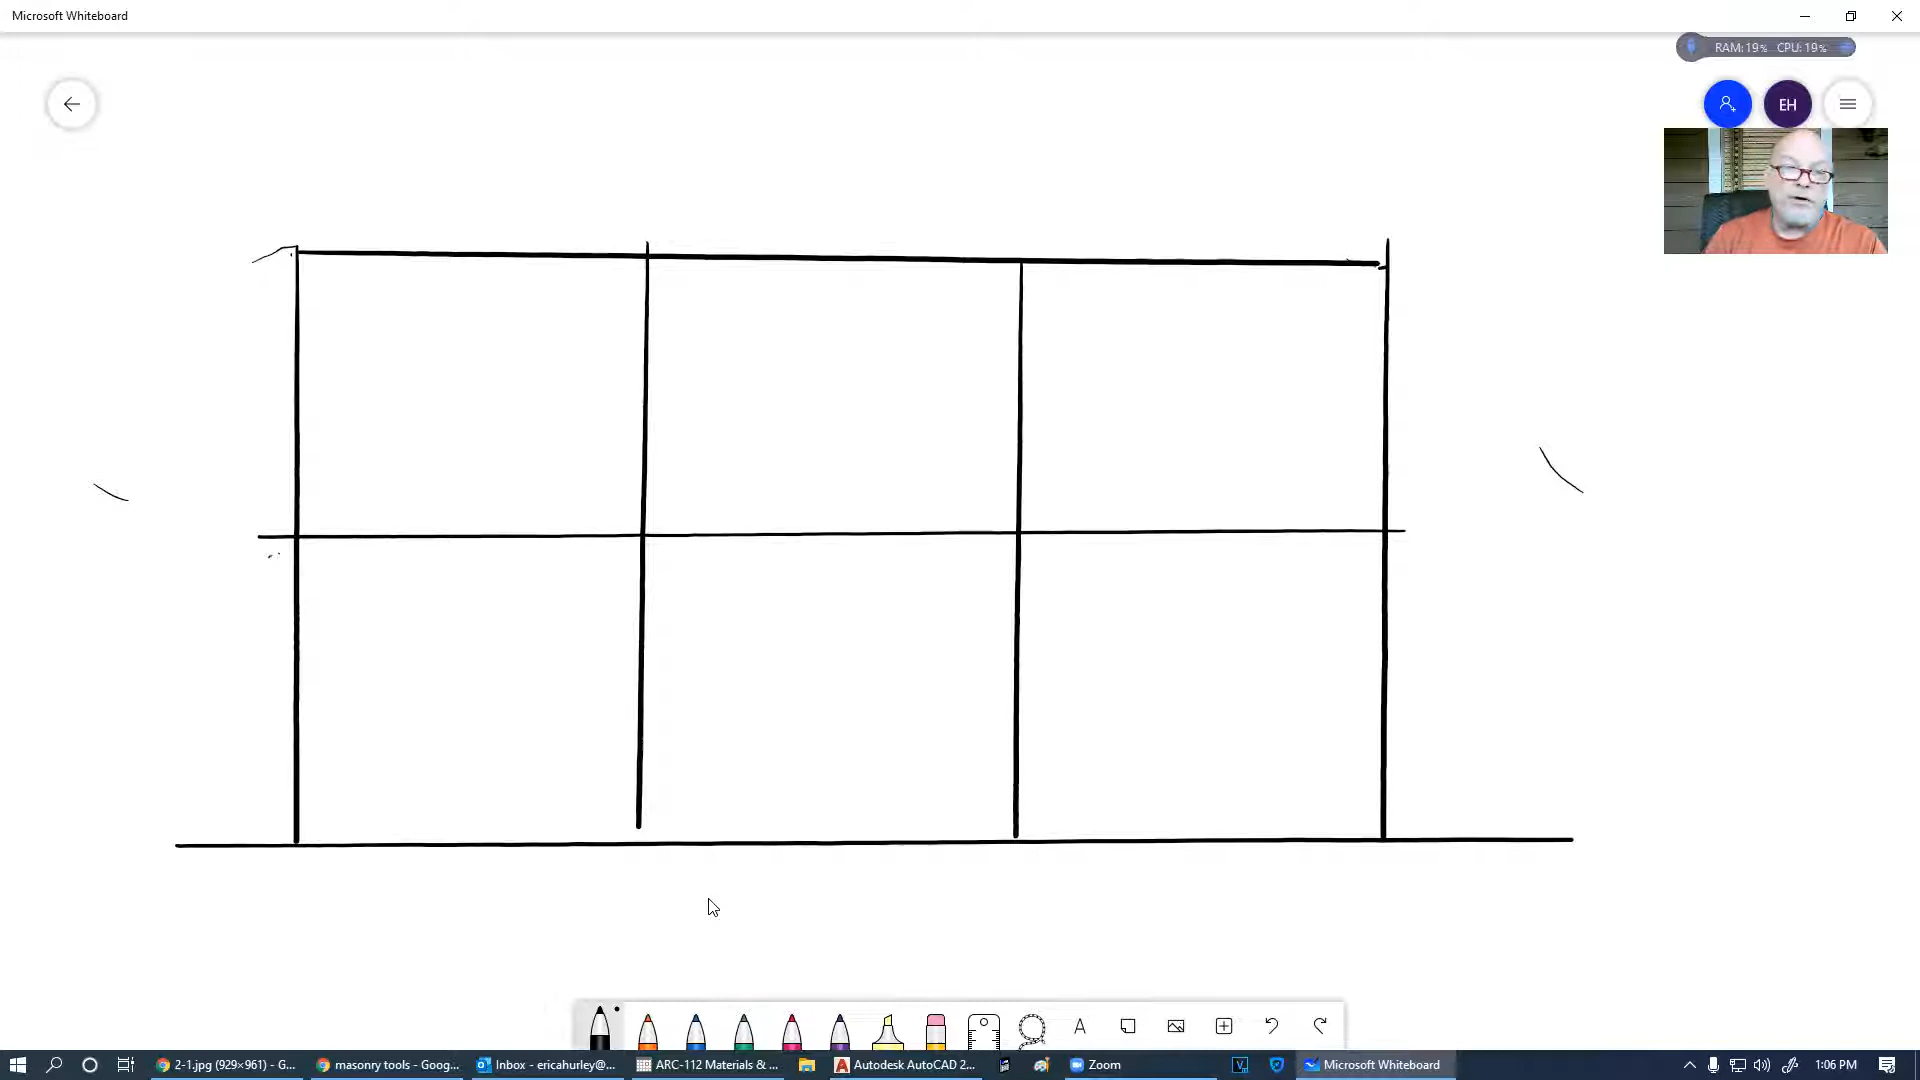 Microsoft Whiteboard
RAM:19% CPU:19%
EH
A
2-1.jpg (929×961) - G...
masonry tools - Goog...
Inbox - ericahurley@...
ARC-112 Materials & ...
Autodesk AutoCAD 2...
Zoom
Microsoft Whiteboard
1:06 PM